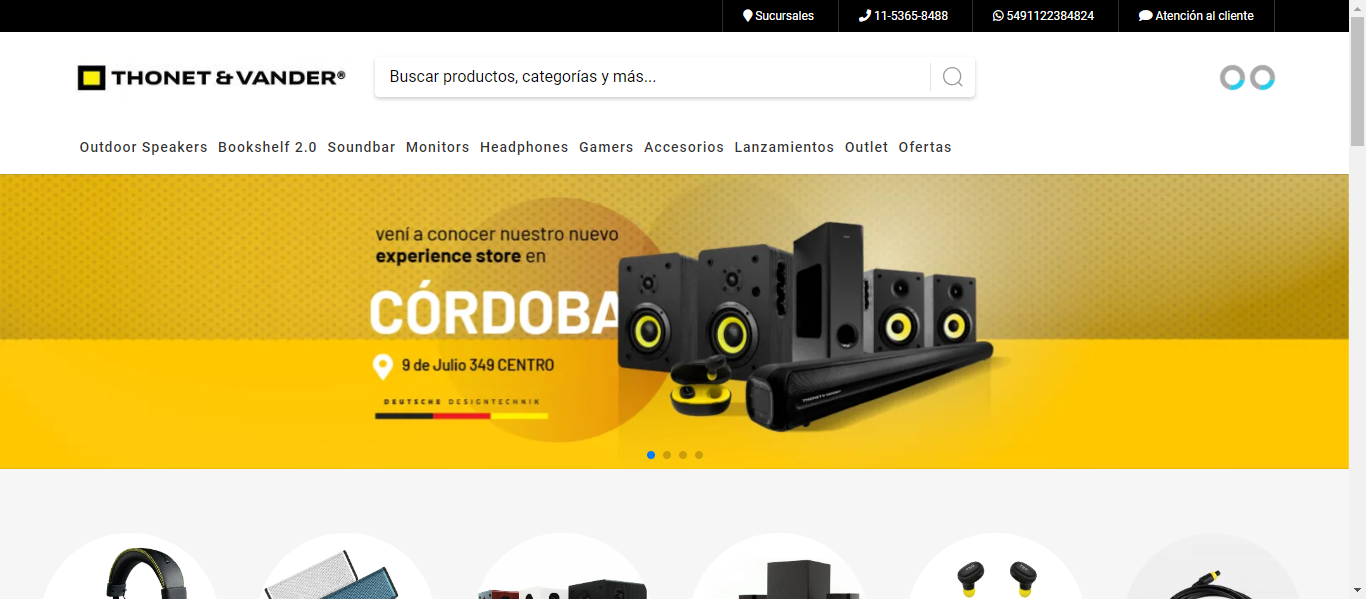 Sucursales
11-5365-8488
5491122384824
Atención al cliente
THONET & VANDER®
Buscar productos, categorías y más...
Outdoor Speakers Bookshelf 2.0 Soundbar Monitors Headphones Gamers Accesorios Lanzamientos Outlet Ofertas
vení a conocer nuestro nuevo
experience store en
CÓRDOBA
9 de Julio 349 CENTRO
DEUTSCHE DESIGNTECHNIK
THONET & VANDER